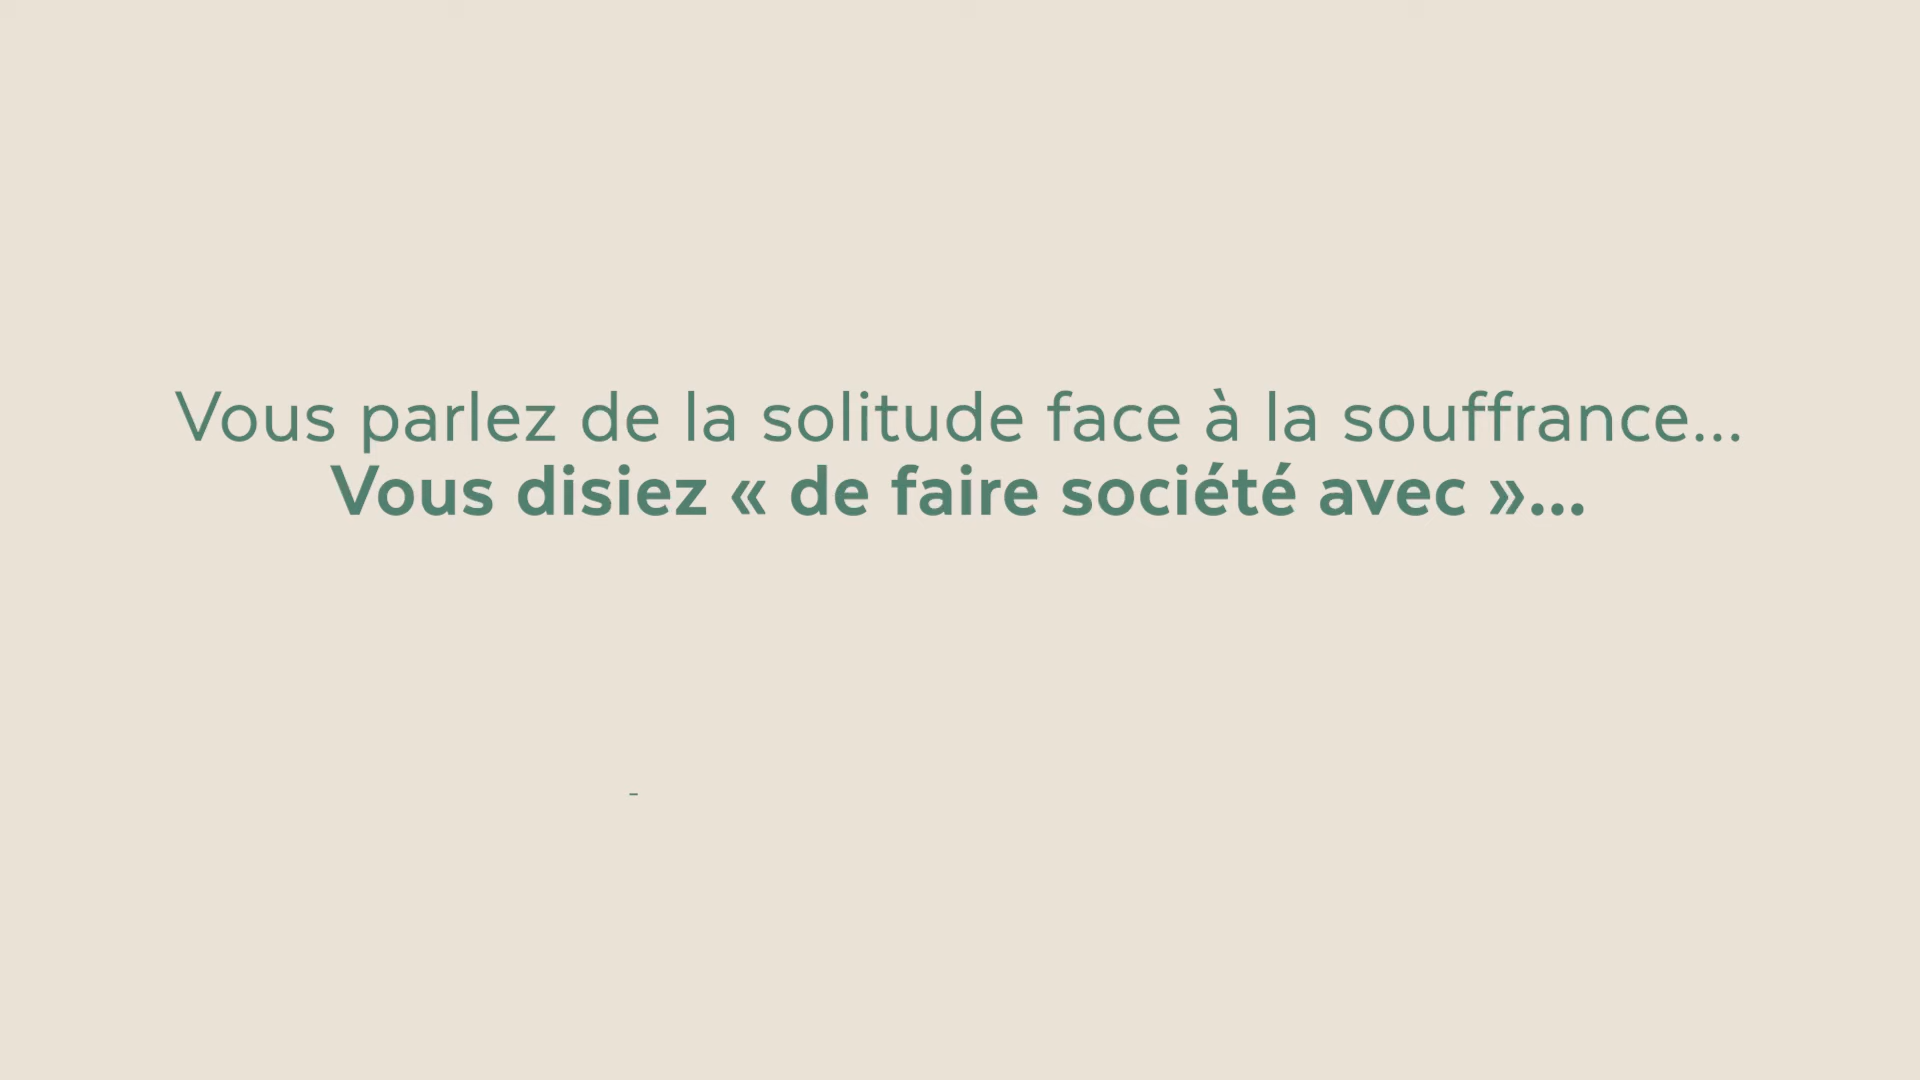 Vous parlez de la solitude face à la souffrance...
Vous disiez « de faire société avec »...
-